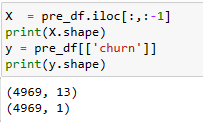 X  = pre_df.iloc[:,:-1]
print(X.shape)
y = pre_df[['churn']]
print(y.shape)
(4969, 13)
(4969, 1)